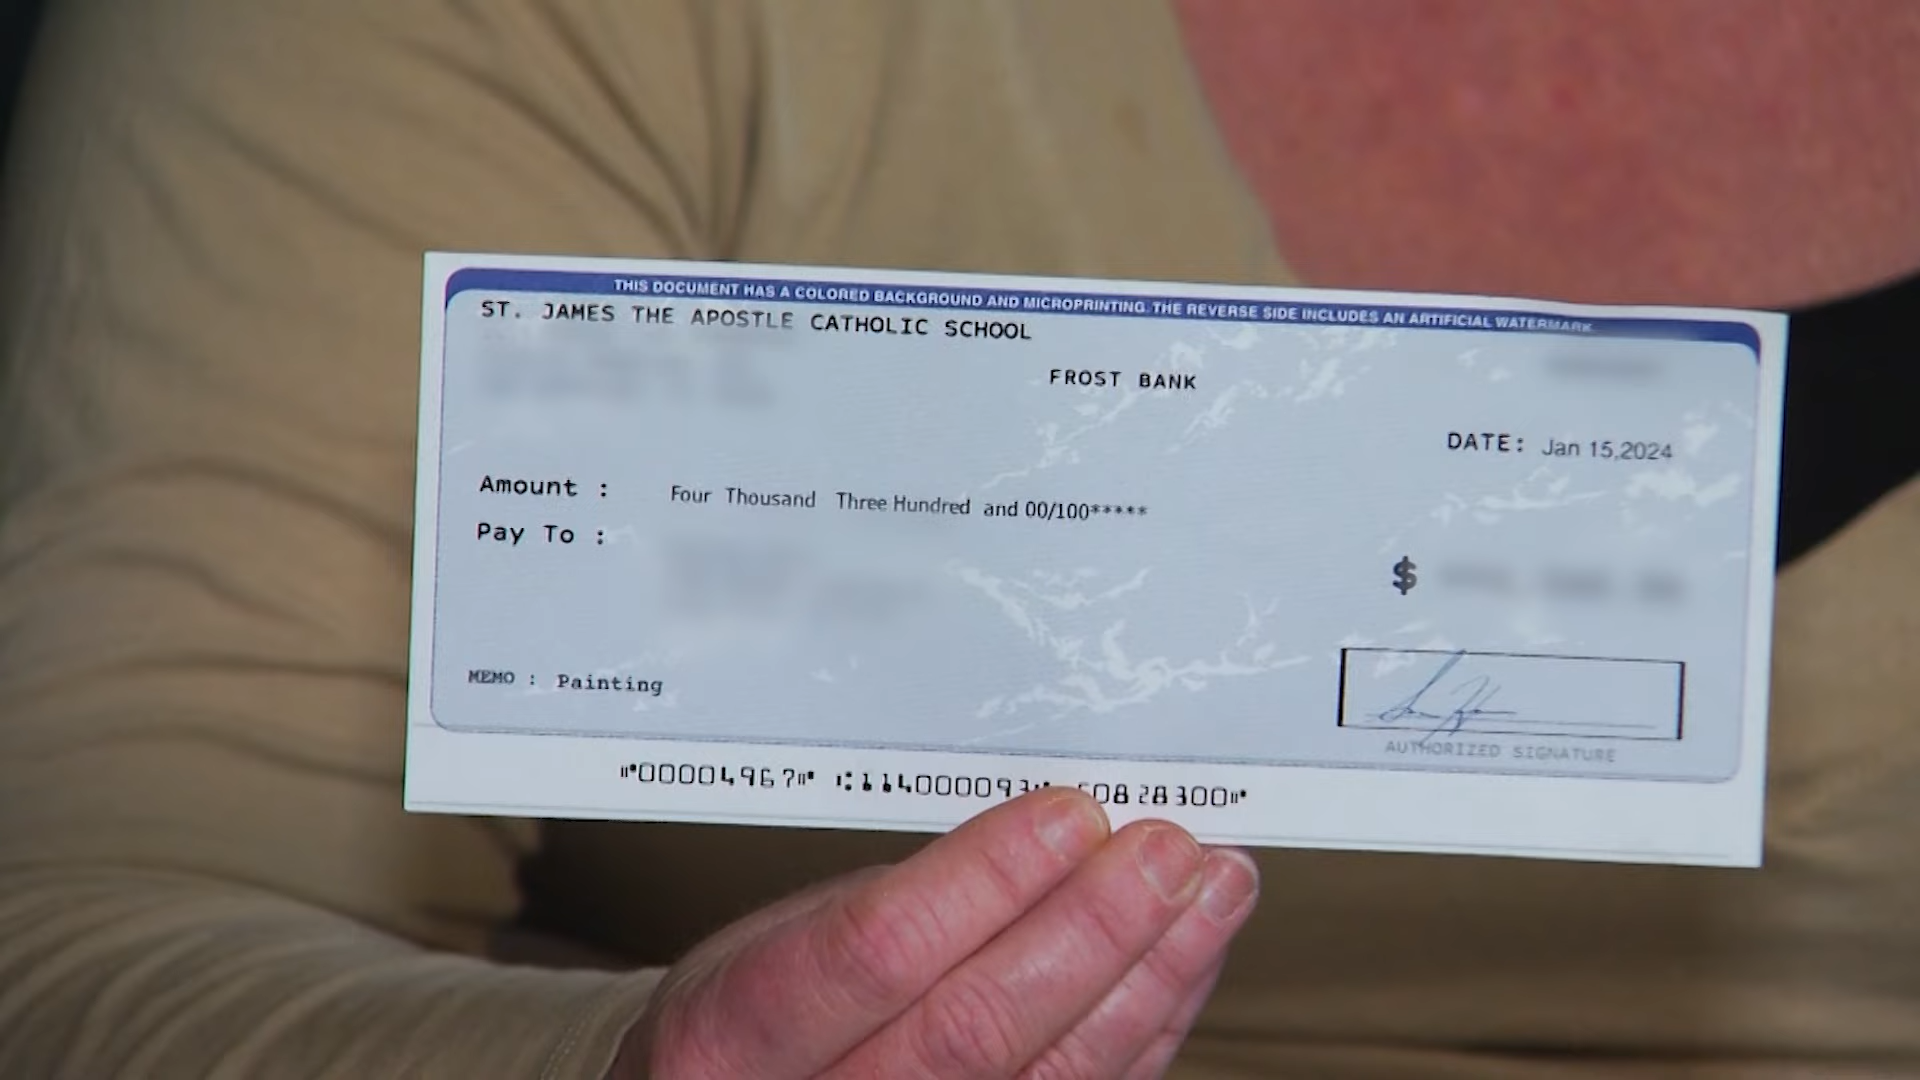 THIS DOCUMENT HAS A COLORED BACKGROUND AND MICROPRINTING. THE REVERSE SIDE INCLUDES AN ARTIFICIAL WATERMARK.
ST. JAMES THE APOSTLE CATHOLIC SCHOOL
FROST BANK
DATE: Jan 15,2024
Amount : Four Thousand Three Hundred and 00/100*****
Pay To :
$
MEMO : Painting
AUTHORIZED SIGNATURE
⑈00004967⑈